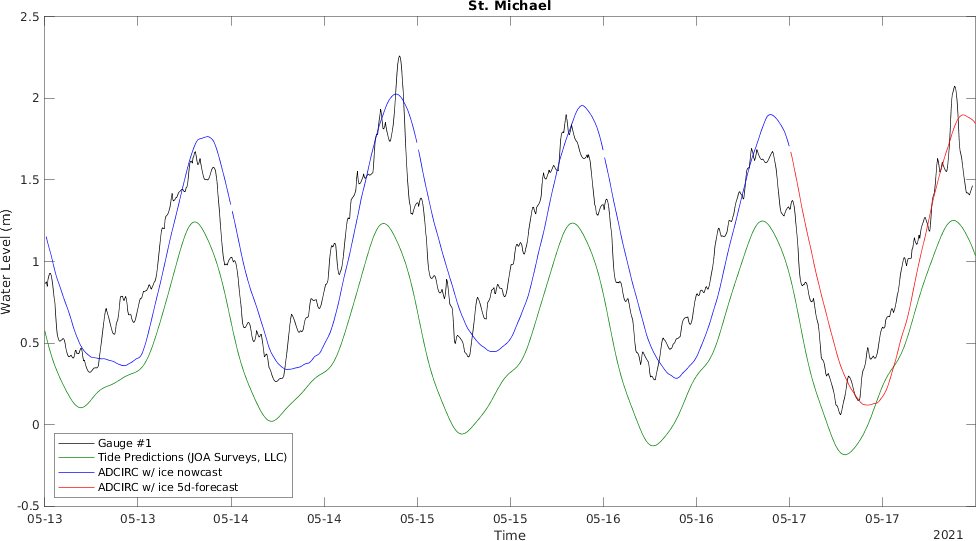 St. Michael
2.5
2
1.5
1
0.5
0
-0.5
Water Level (m)
Gauge #1
Tide Predictions (JOA Surveys, LLC)
ADCIRC w/ ice nowcast
ADCIRC w/ ice 5d-forecast
05-13 05-13 05-14 05-14 05-15 05-15 05-16 05-16 05-17 05-17
Time
2021